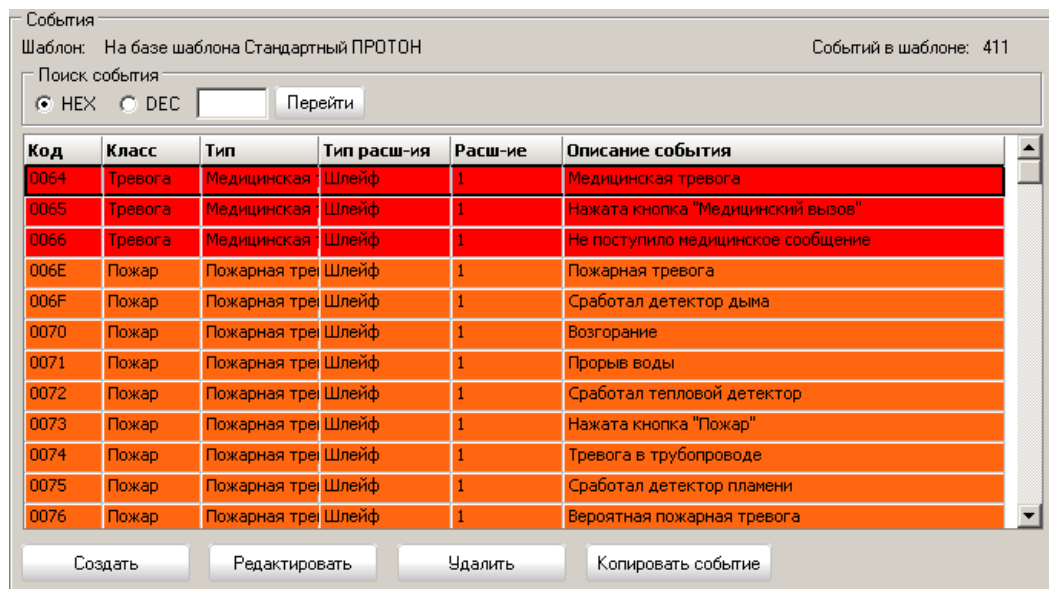 События
Шаблон: На базе шаблона Стандартный ПРОТОН Событий в шаблоне: 411
Поиск события
HEX DEC Перейти
Код Класс Тип Тип расш-ия Расш-ие Описание события
0064 Тревога Медицинская Шлейф 1 Медицинская тревога
0065 Тревога Медицинская Шлейф 1 Нажата кнопка "Медицинский вызов"
0066 Тревога Медицинская Шлейф 1 Не поступило медицинское сообщение
006E Пожар Пожарная тре Шлейф 1 Пожарная тревога
006F Пожар Пожарная тре Шлейф 1 Сработал детектор дыма
0070 Пожар Пожарная тре Шлейф 1 Возгорание
0071 Пожар Пожарная тре Шлейф 1 Прорыв воды
0072 Пожар Пожарная тре Шлейф 1 Сработал тепловой детектор
0073 Пожар Пожарная тре Шлейф 1 Нажата кнопка "Пожар"
0074 Пожар Пожарная тре Шлейф 1 Тревога в трубопроводе
0075 Пожар Пожарная тре Шлейф 1 Сработал детектор пламени
0076 Пожар Пожарная тре Шлейф 1 Вероятная пожарная тревога
Создать Редактировать Удалить Копировать событие